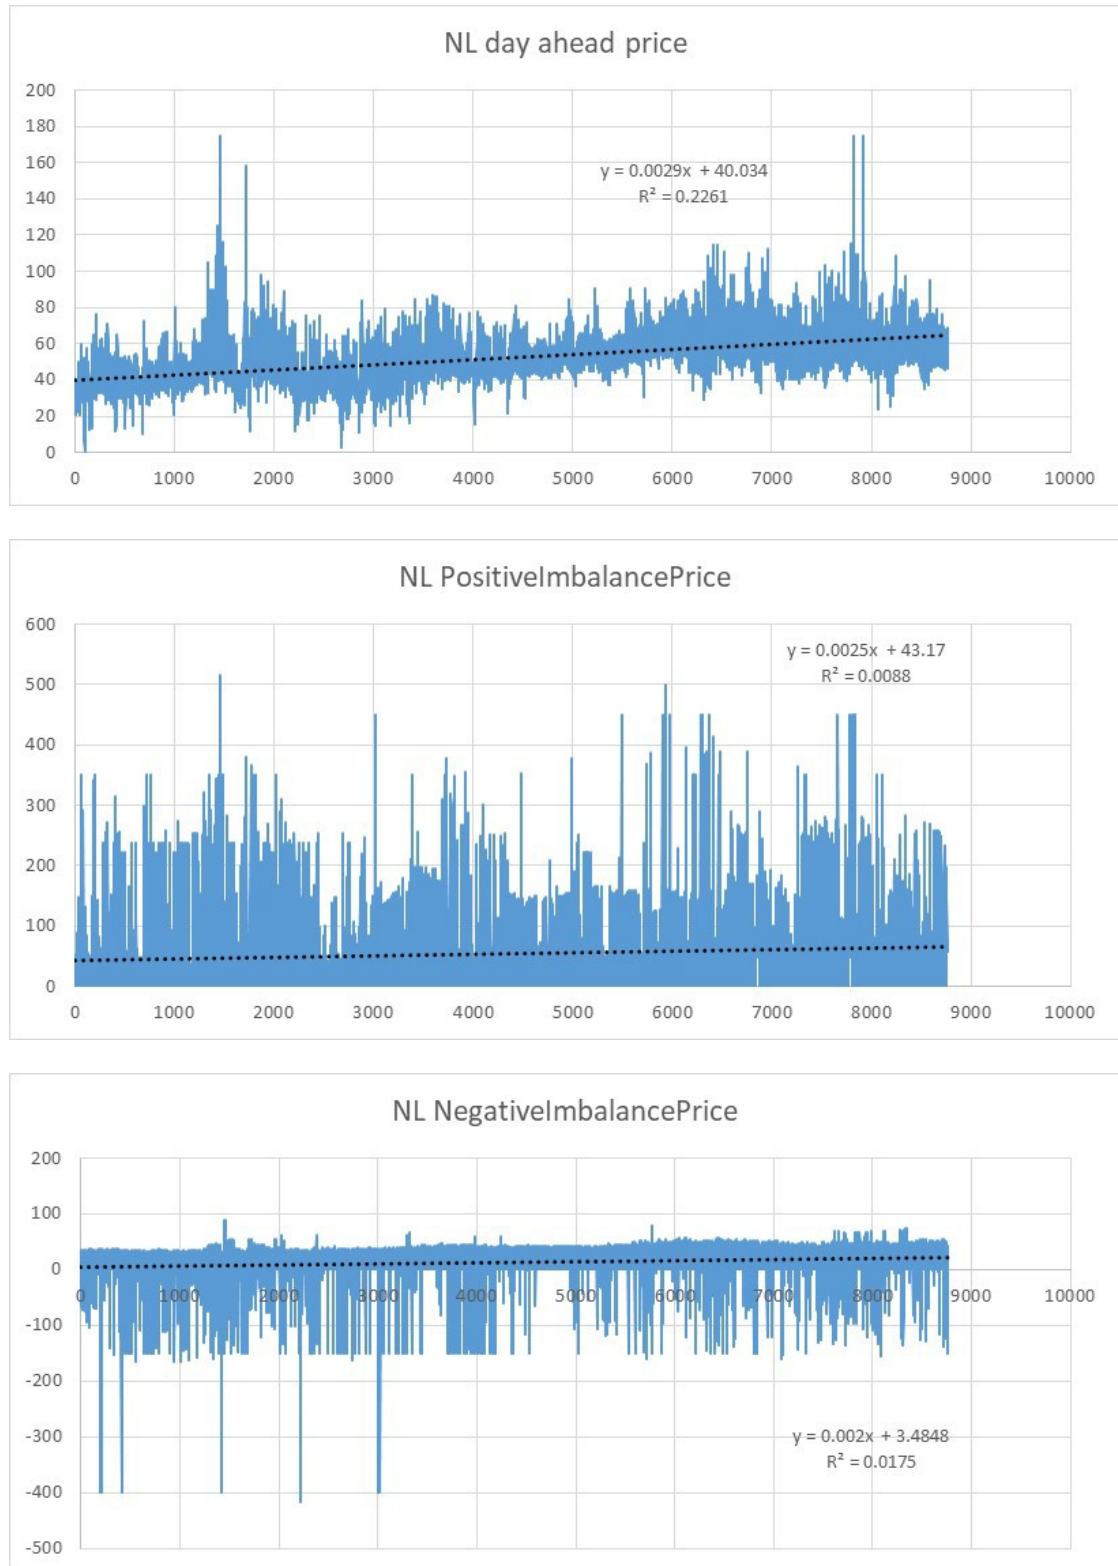 NL day ahead price
200
180
160
140
120
100
80
60
40
20
0
y = 0.0029x + 40.034
R² = 0.2261
0 1000 2000 3000 4000 5000 6000 7000 8000 9000 10000
NL PositiveImbalancePrice
600
500
400
300
200
100
0
y = 0.0025x + 43.17
R² = 0.0088
0 1000 2000 3000 4000 5000 6000 7000 8000 9000 10000
NL NegativeImbalancePrice
200
100
0
0 1000 2000 3000 4000 5000 6000 7000 8000 9000 10000
-100
-200
-300
-400
-500
y = 0.002x + 3.4848
R² = 0.0175